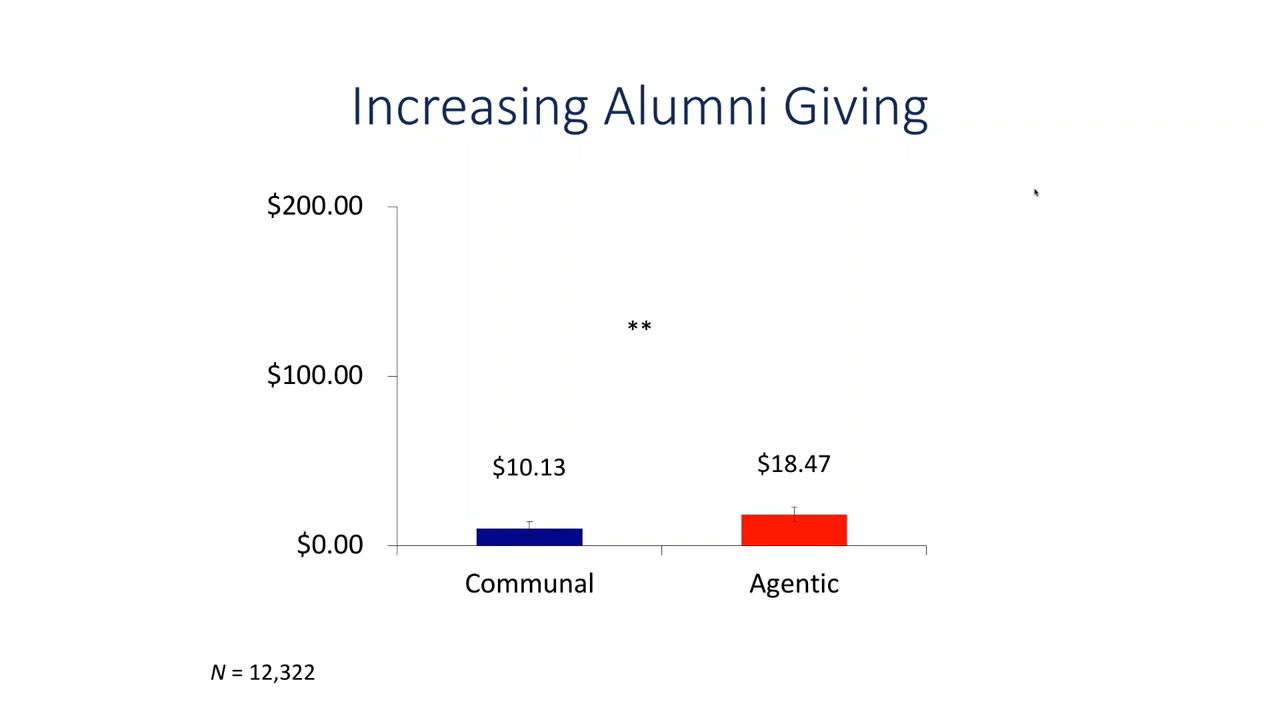 Increasing Alumni Giving
$200.00
**
$100.00
$10.13
$18.47
$0.00
Communal
Agentic
N = 12,322